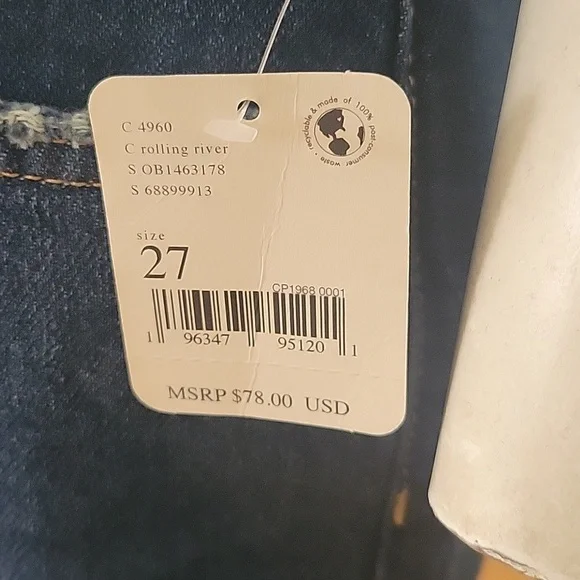 C 4960
C rolling river
S OB1463178
S 68899913
recyclable & made of 100% post-consumer waste •
size
27
CP1968 0001
1 96347 95120 1
MSRP $78.00 USD